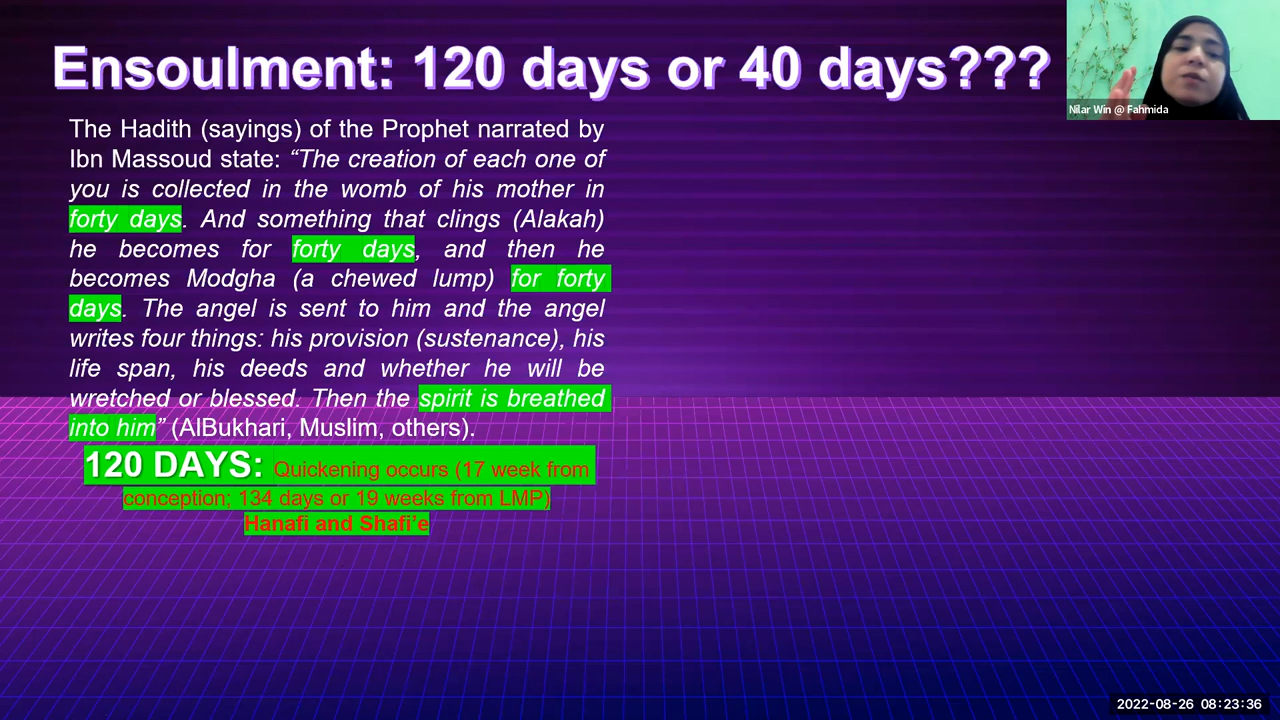 Ensoulment: 120 days or 40 days???
Nilar Win @ Fahmida
The Hadith (sayings) of the Prophet narrated by
Ibn Massoud state: “The creation of each one of
you is collected in the womb of his mother in
forty days. And something that clings (Alakah)
he becomes for forty days, and then he
becomes Modgha (a chewed lump) for forty
days. The angel is sent to him and the angel
writes four things: his provision (sustenance), his
life span, his deeds and whether he will be
wretched or blessed. Then the spirit is breathed
into him” (AlBukhari, Muslim, others).
120 DAYS: Quickening occurs (17 week from
conception; 134 days or 19 weeks from LMP)
Hanafi and Shafi’e
2022-08-26 08:23:36